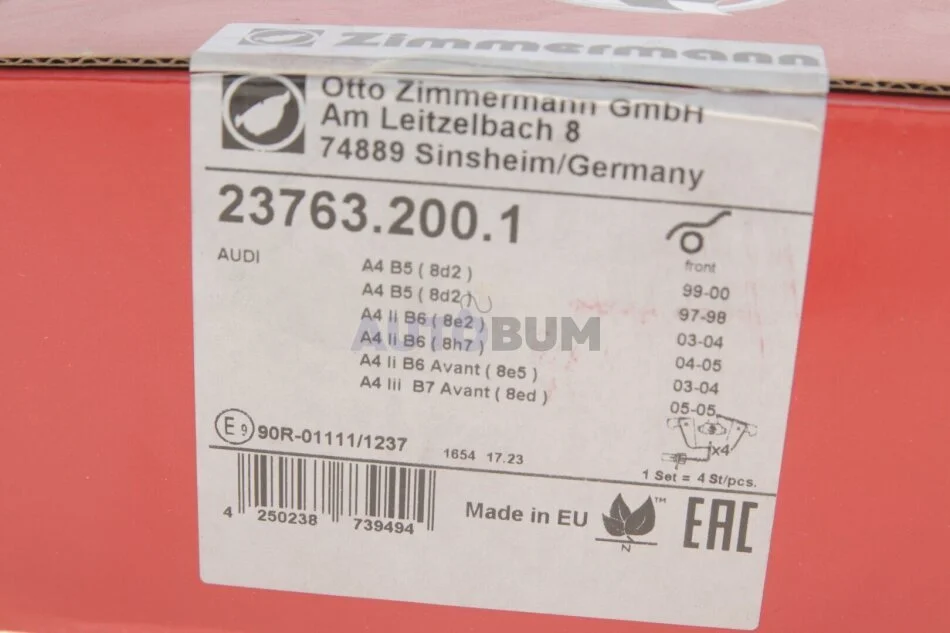 Zimmermann
Otto Zimmermann GmbH
Am Leitzelbach 8
74889 Sinsheim/Germany
23763.200.1
front
AUDI
A4 B5 ( 8d2 ) 99-00
A4 B5 ( 8d2 ) 97-98
A4 Ii B6 ( 8e2 ) 03-04
A4 Ii B6 ( 8h7 ) 04-05
A4 Ii B6 Avant ( 8e5 ) 03-04
A4 Iii B7 Avant ( 8ed ) 05-05
AUTOBUM
x4
E9 90R-01111/1237
1654 17.23
1 Set = 4 St/pcs.
4 250238 739494
Made in EU
TM
N
EAC